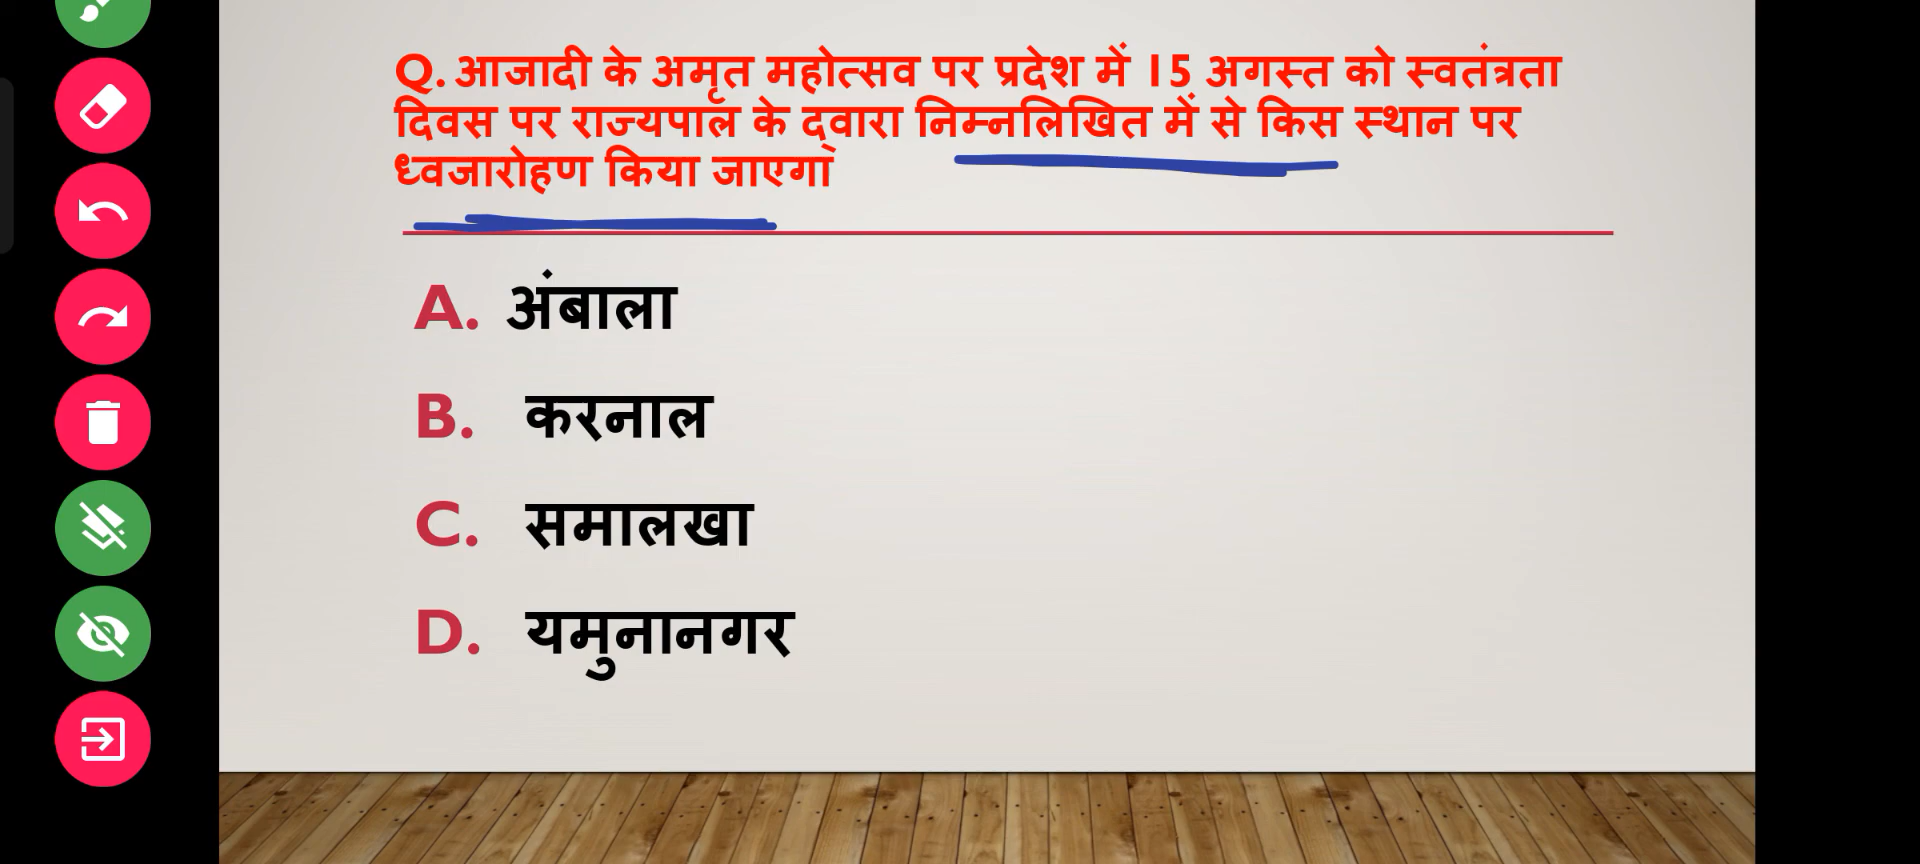 Q. आजादी के अमृत महोत्सव पर प्रदेश में 15 अगस्त को स्वतंत्रता
दिवस पर राज्यपाल के द्वारा निम्नलिखित में से किस स्थान पर
ध्वजारोहण किया जाएगा
A. अंबाला
B. करनाल
C. समालखा
D. यमुनानगर